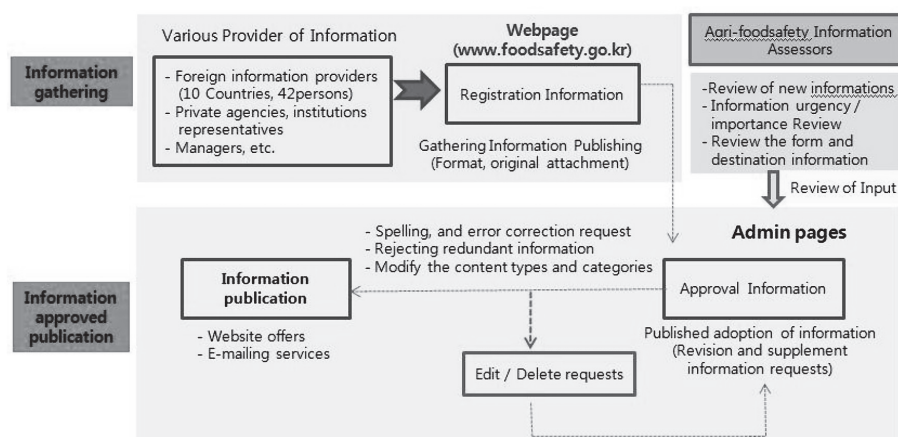 Various Provider of Information
Webpage
(www.foodsafety.go.kr)
Agri-foodsafety Information
Assessors
Information
gathering
- Foreign information providers
(10 Countries, 42persons)
- Private agencies, institutions
representatives
- Managers, etc.
Registration Information
Gathering Information Publishing
(Format, original attachment)
-Review of new informations
- Information urgency /
importance Review
- Review the form and
destination information
Review of Input
- Spelling, and error correction request
- Rejecting redundant information
- Modify the content types and categories
Admin pages
Information
approved
publication
Information
publication
- Website offers
- E-mailing services
Approval Information
Published adoption of information
(Revision and supplement
information requests)
Edit / Delete requests